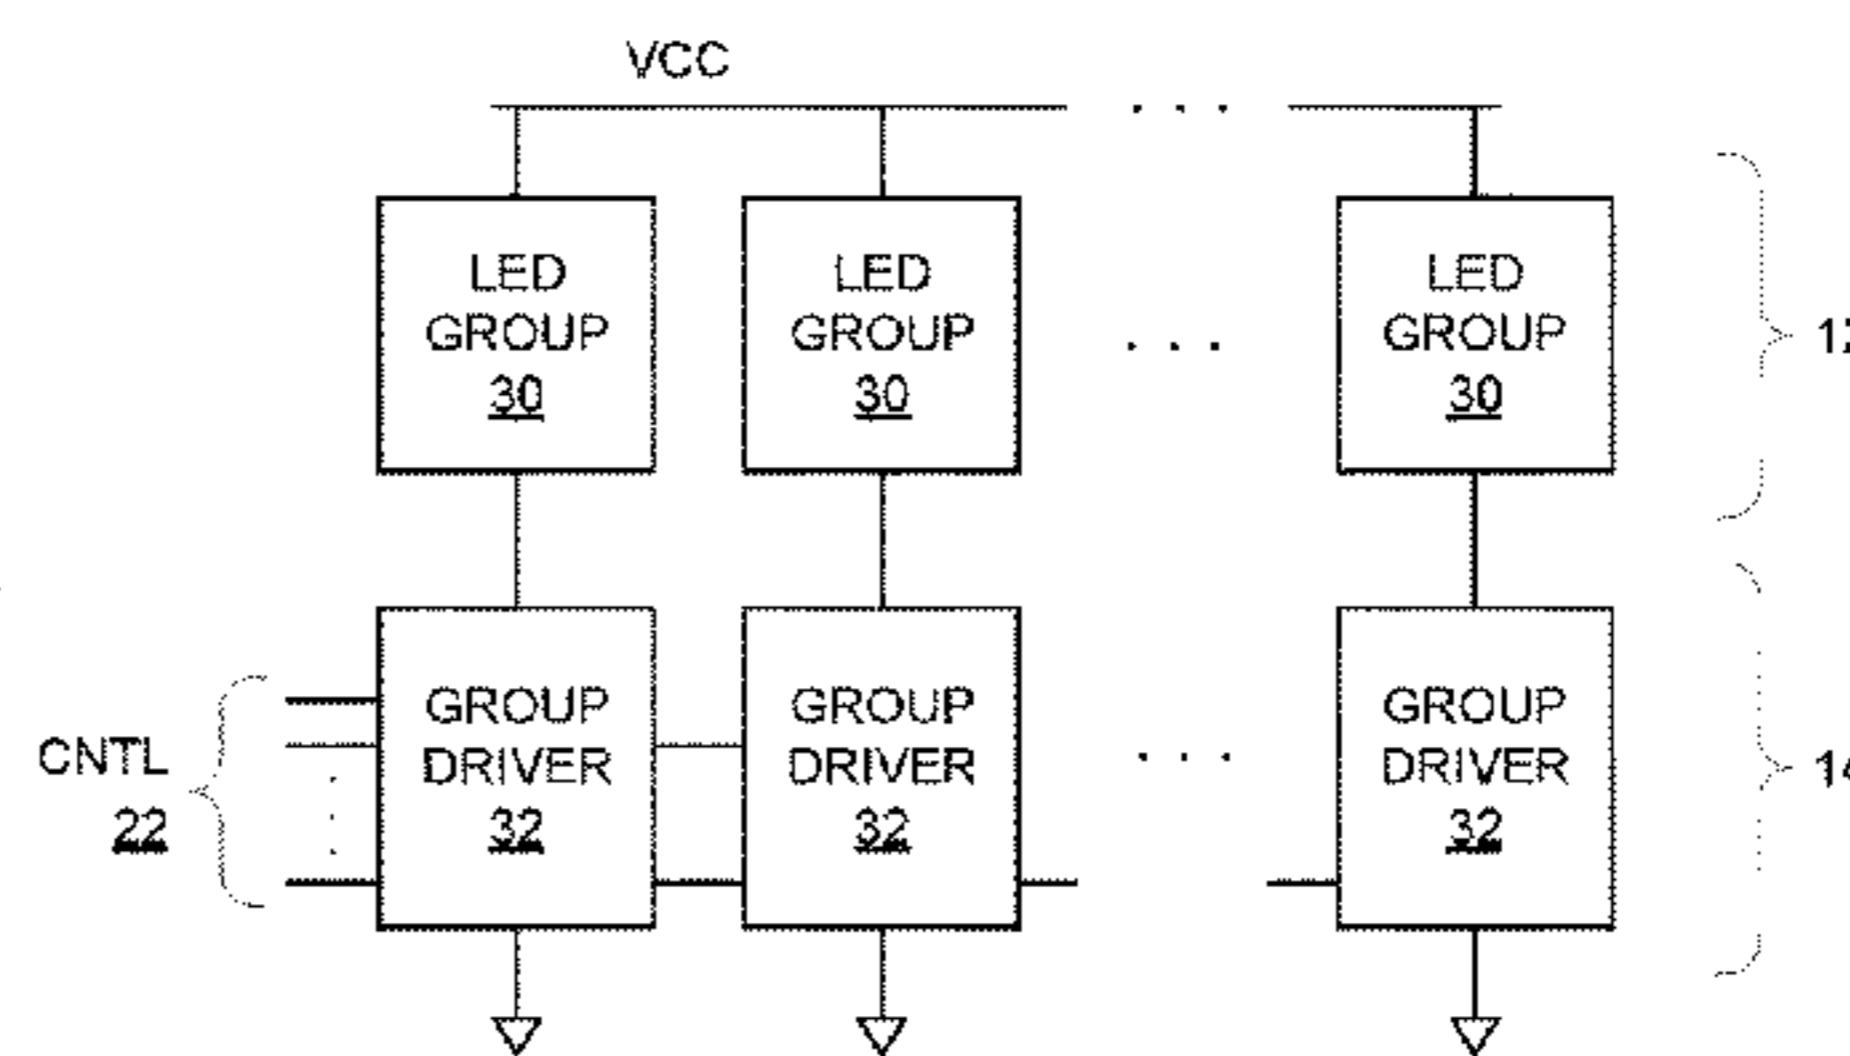 VCC
LED LED LED
GROUP GROUP GROUP
30 30 . . . 30
GROUP GROUP GROUP
CNTL DRIVER DRIVER . . . DRIVER
22 32 32 32